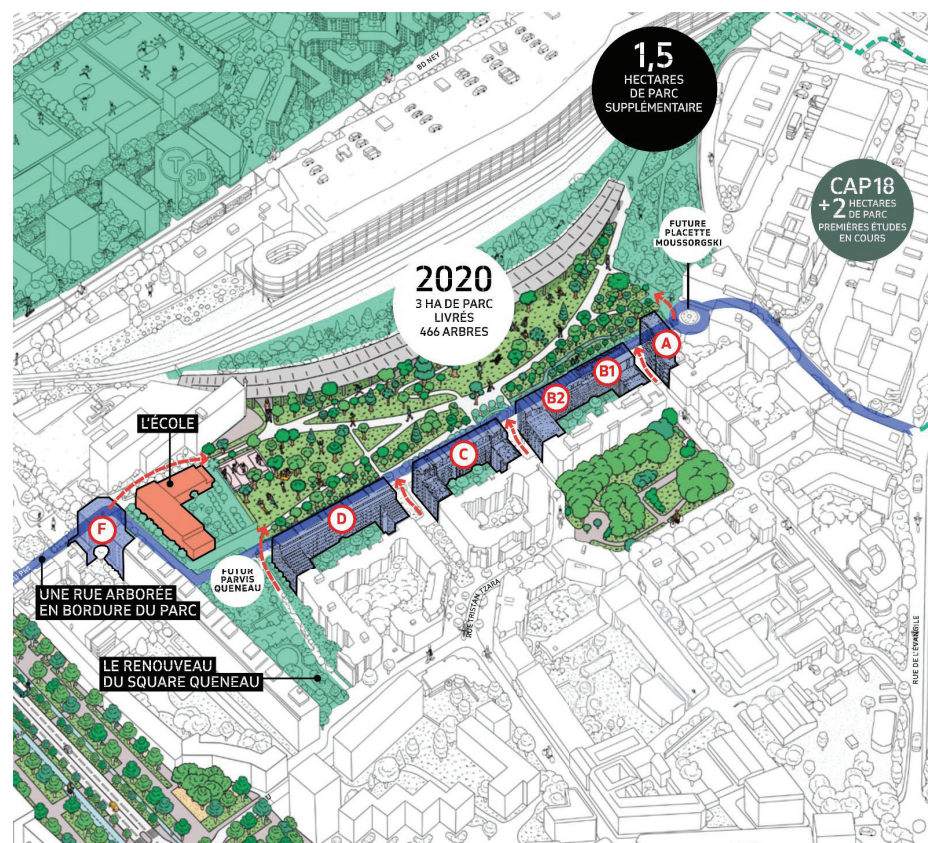 BD NEY
1,5
HECTARES
DE PARC
SUPPLÉMENTAIRE
T
3b
CAP18
+2 HECTARES
DE PARC
PREMIÈRES ÉTUDES
EN COURS
FUTURE
PLACETTE
MOUSSORGSKI
2020
3 HA DE PARC
LIVRÉS
466 ARBRES
A
B1
B2
C
D
L'ÉCOLE
F
FUTUR
PARVIS
QUENEAU
UNE RUE ARBORÉE
EN BORDURE DU PARC
RUE TRISTAN TZARA
LE RENOUVEAU
DU SQUARE QUENEAU
RUE DE L'ÉVANGILE